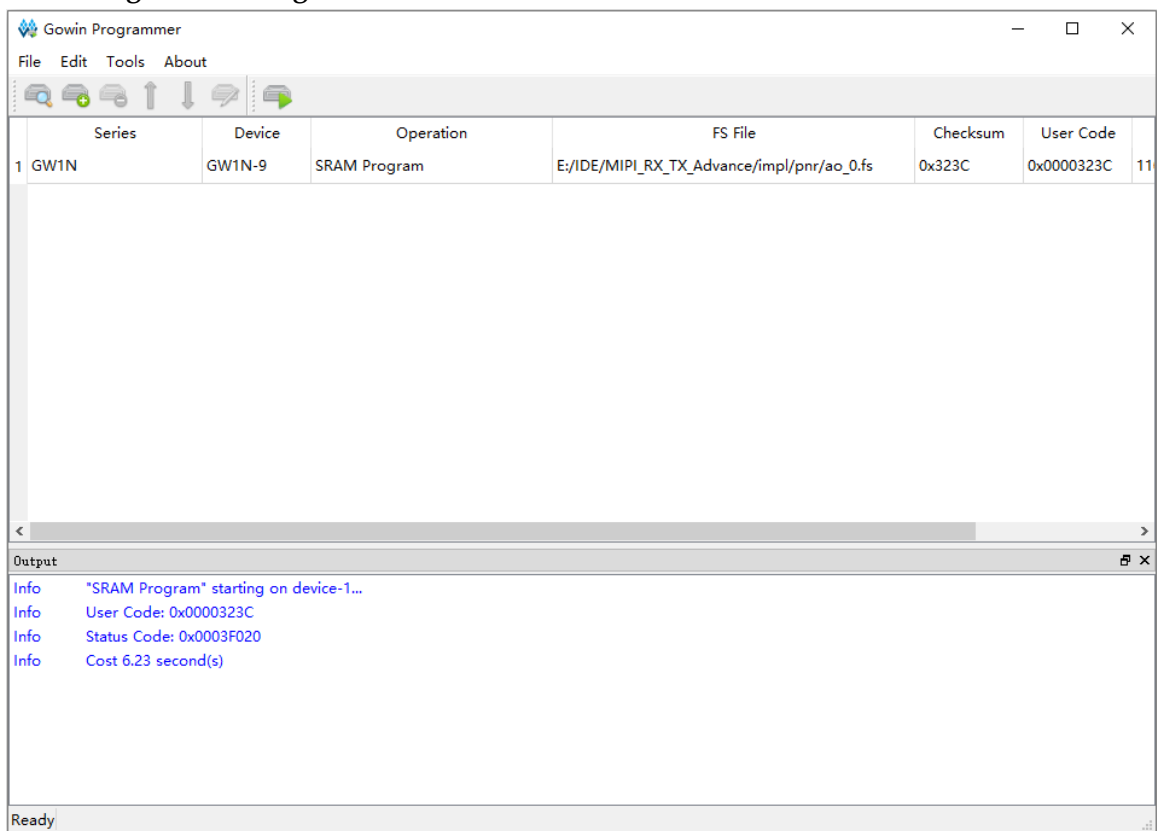 Gowin Programmer
File Edit Tools About
Series Device Operation FS File Checksum User Code
1 GW1N GW1N-9 SRAM Program E:/IDE/MIPI_RX_TX_Advance/impl/pnr/ao_0.fs 0x323C 0x0000323C 11
Output
Info "SRAM Program" starting on device-1...
Info User Code: 0x0000323C
Info Status Code: 0x0003F020
Info Cost 6.23 second(s)
Ready